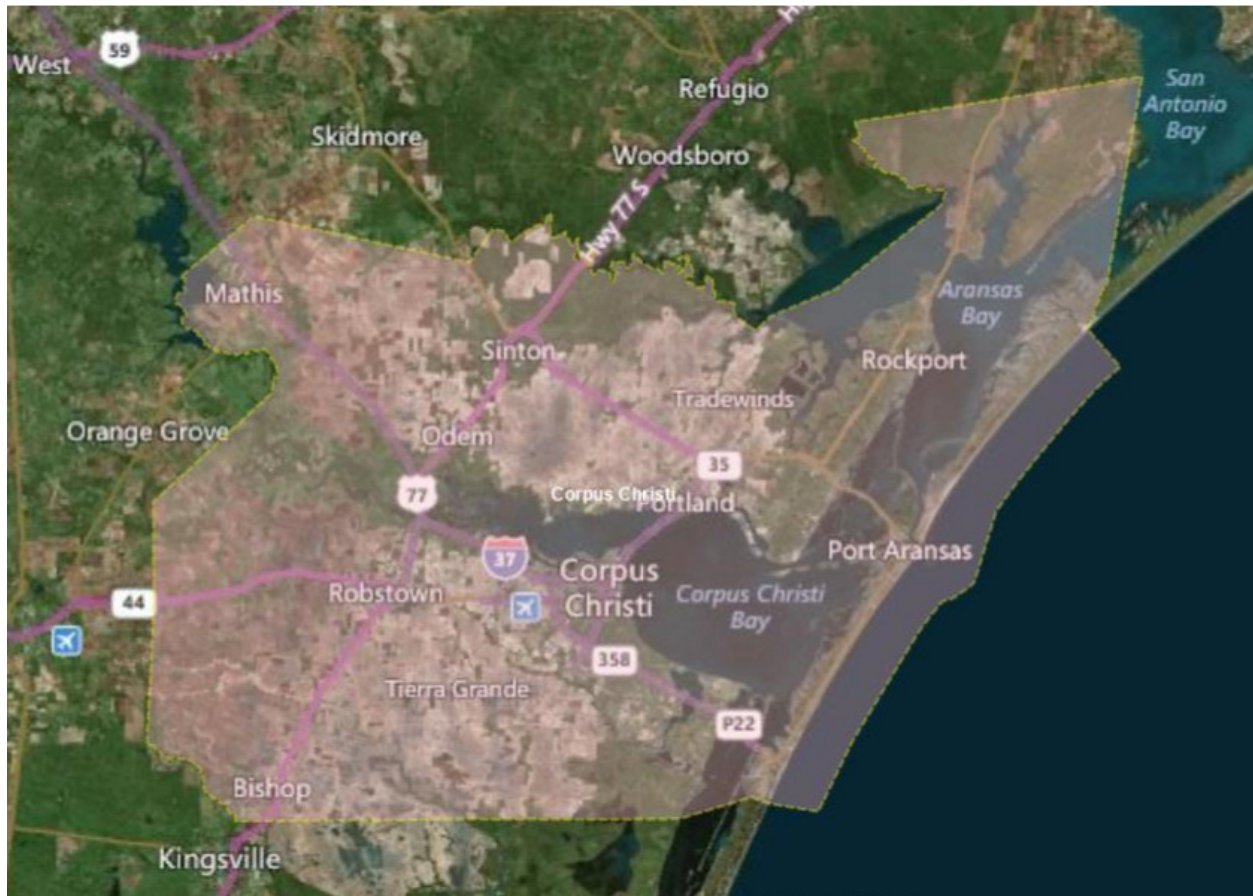 59
West
Hi
Refugio
San
Antonio
Bay
Skidmore
Woodsboro
Hwy 77 S
Mathis
Aransas
Bay
Sinton
Rockport
Tradewinds
Orange Grove
Odem
35
77
Corpus Christi
Portland
Port Aransas
37
Corpus
Christi
Corpus Christi
Bay
44
Robstown
358
Tierra Grande
P22
Bishop
Kingsville